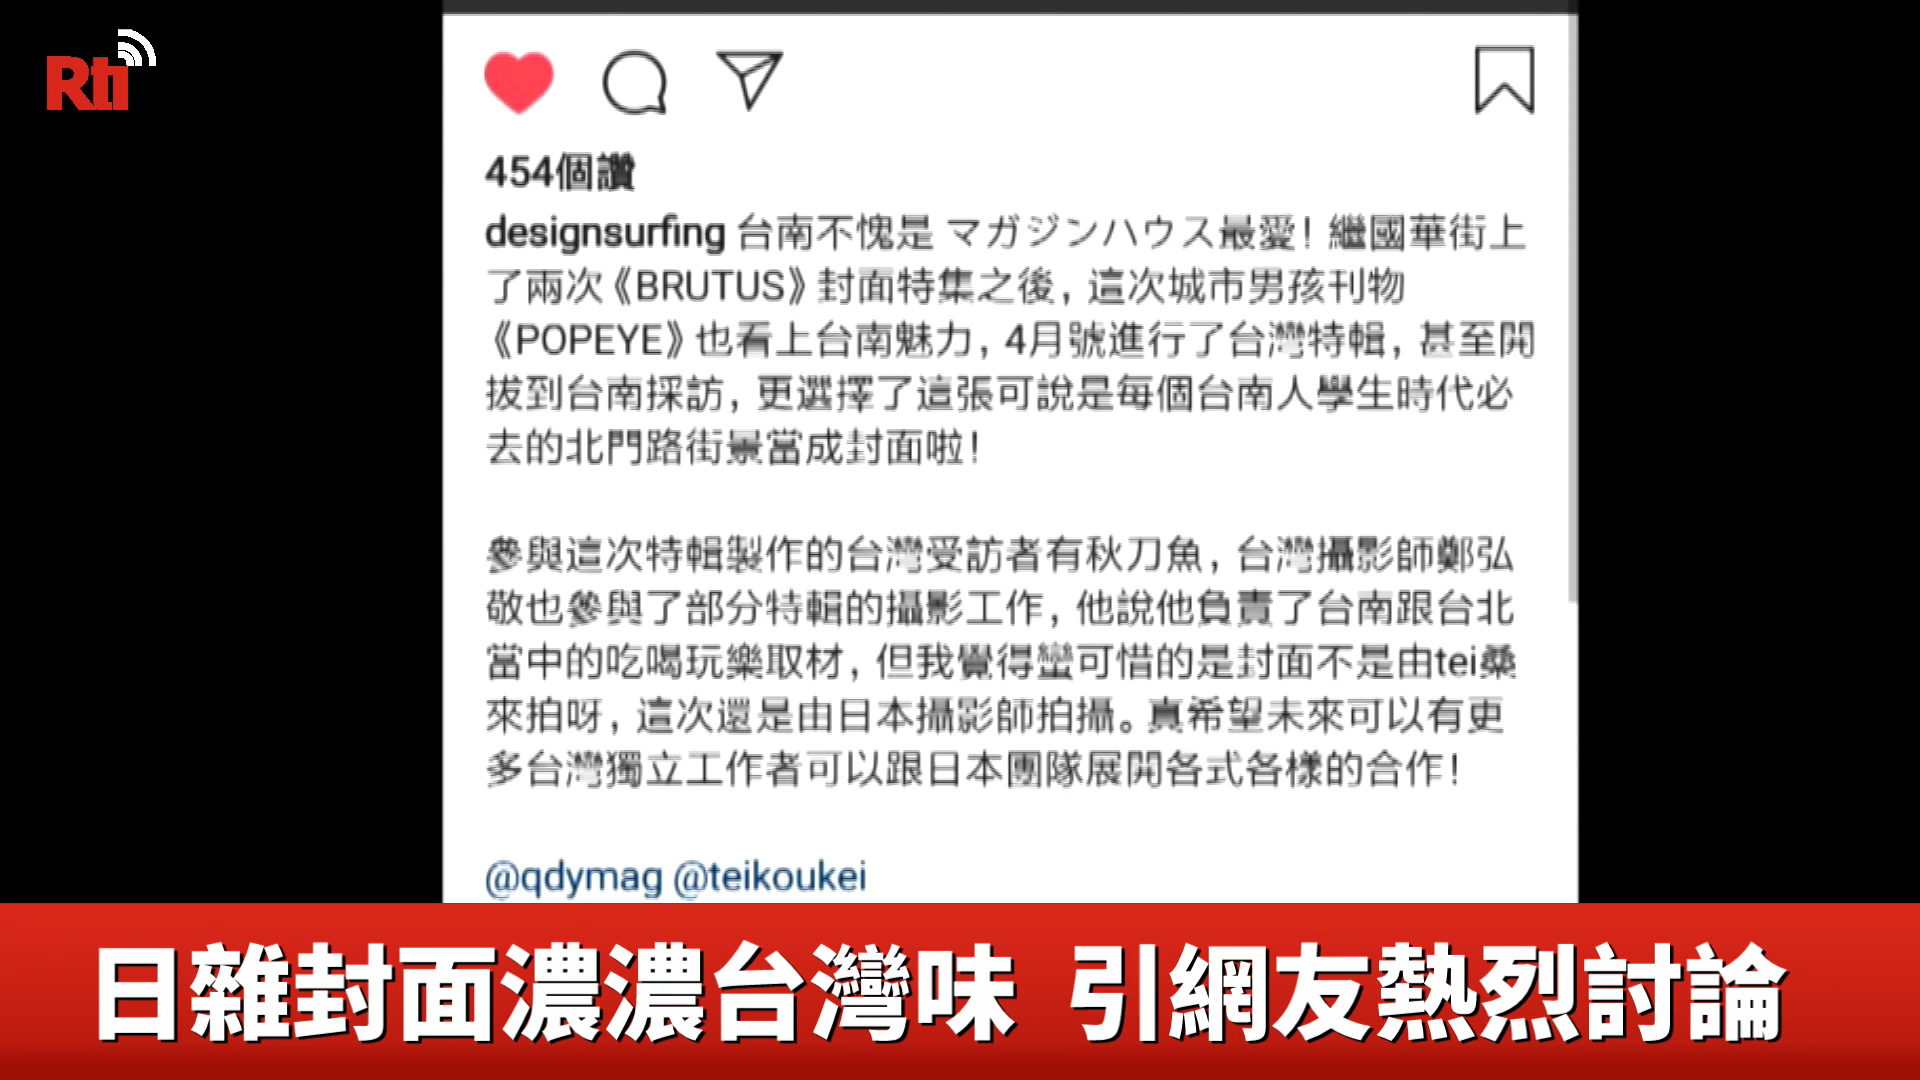 Rti
454個讚
designsurfing 台南不愧是 マガジンハウス最愛！繼國華街上
了兩次《BRUTUS》封面特集之後，這次城市男孩刊物
《POPEYE》也看上台南魅力，4月號進行了台灣特輯，甚至開
拔到台南採訪，更選擇了這張可說是每個台南人學生時代必
去的北門路街景當成封面啦！
參與這次特輯製作的台灣受訪者有秋刀魚，台灣攝影師鄭弘
敬也參與了部分特輯的攝影工作，他說他負責了台南跟台北
當中的吃喝玩樂取材，但我覺得蠻可惜的是封面不是由tei桑
來拍呀，這次還是由日本攝影師拍攝。真希望未來可以有更
多台灣獨立工作者可以跟日本團隊展開各式各樣的合作！
@qdymag @teikoukei
日雜封面濃濃台灣味 引網友熱烈討論